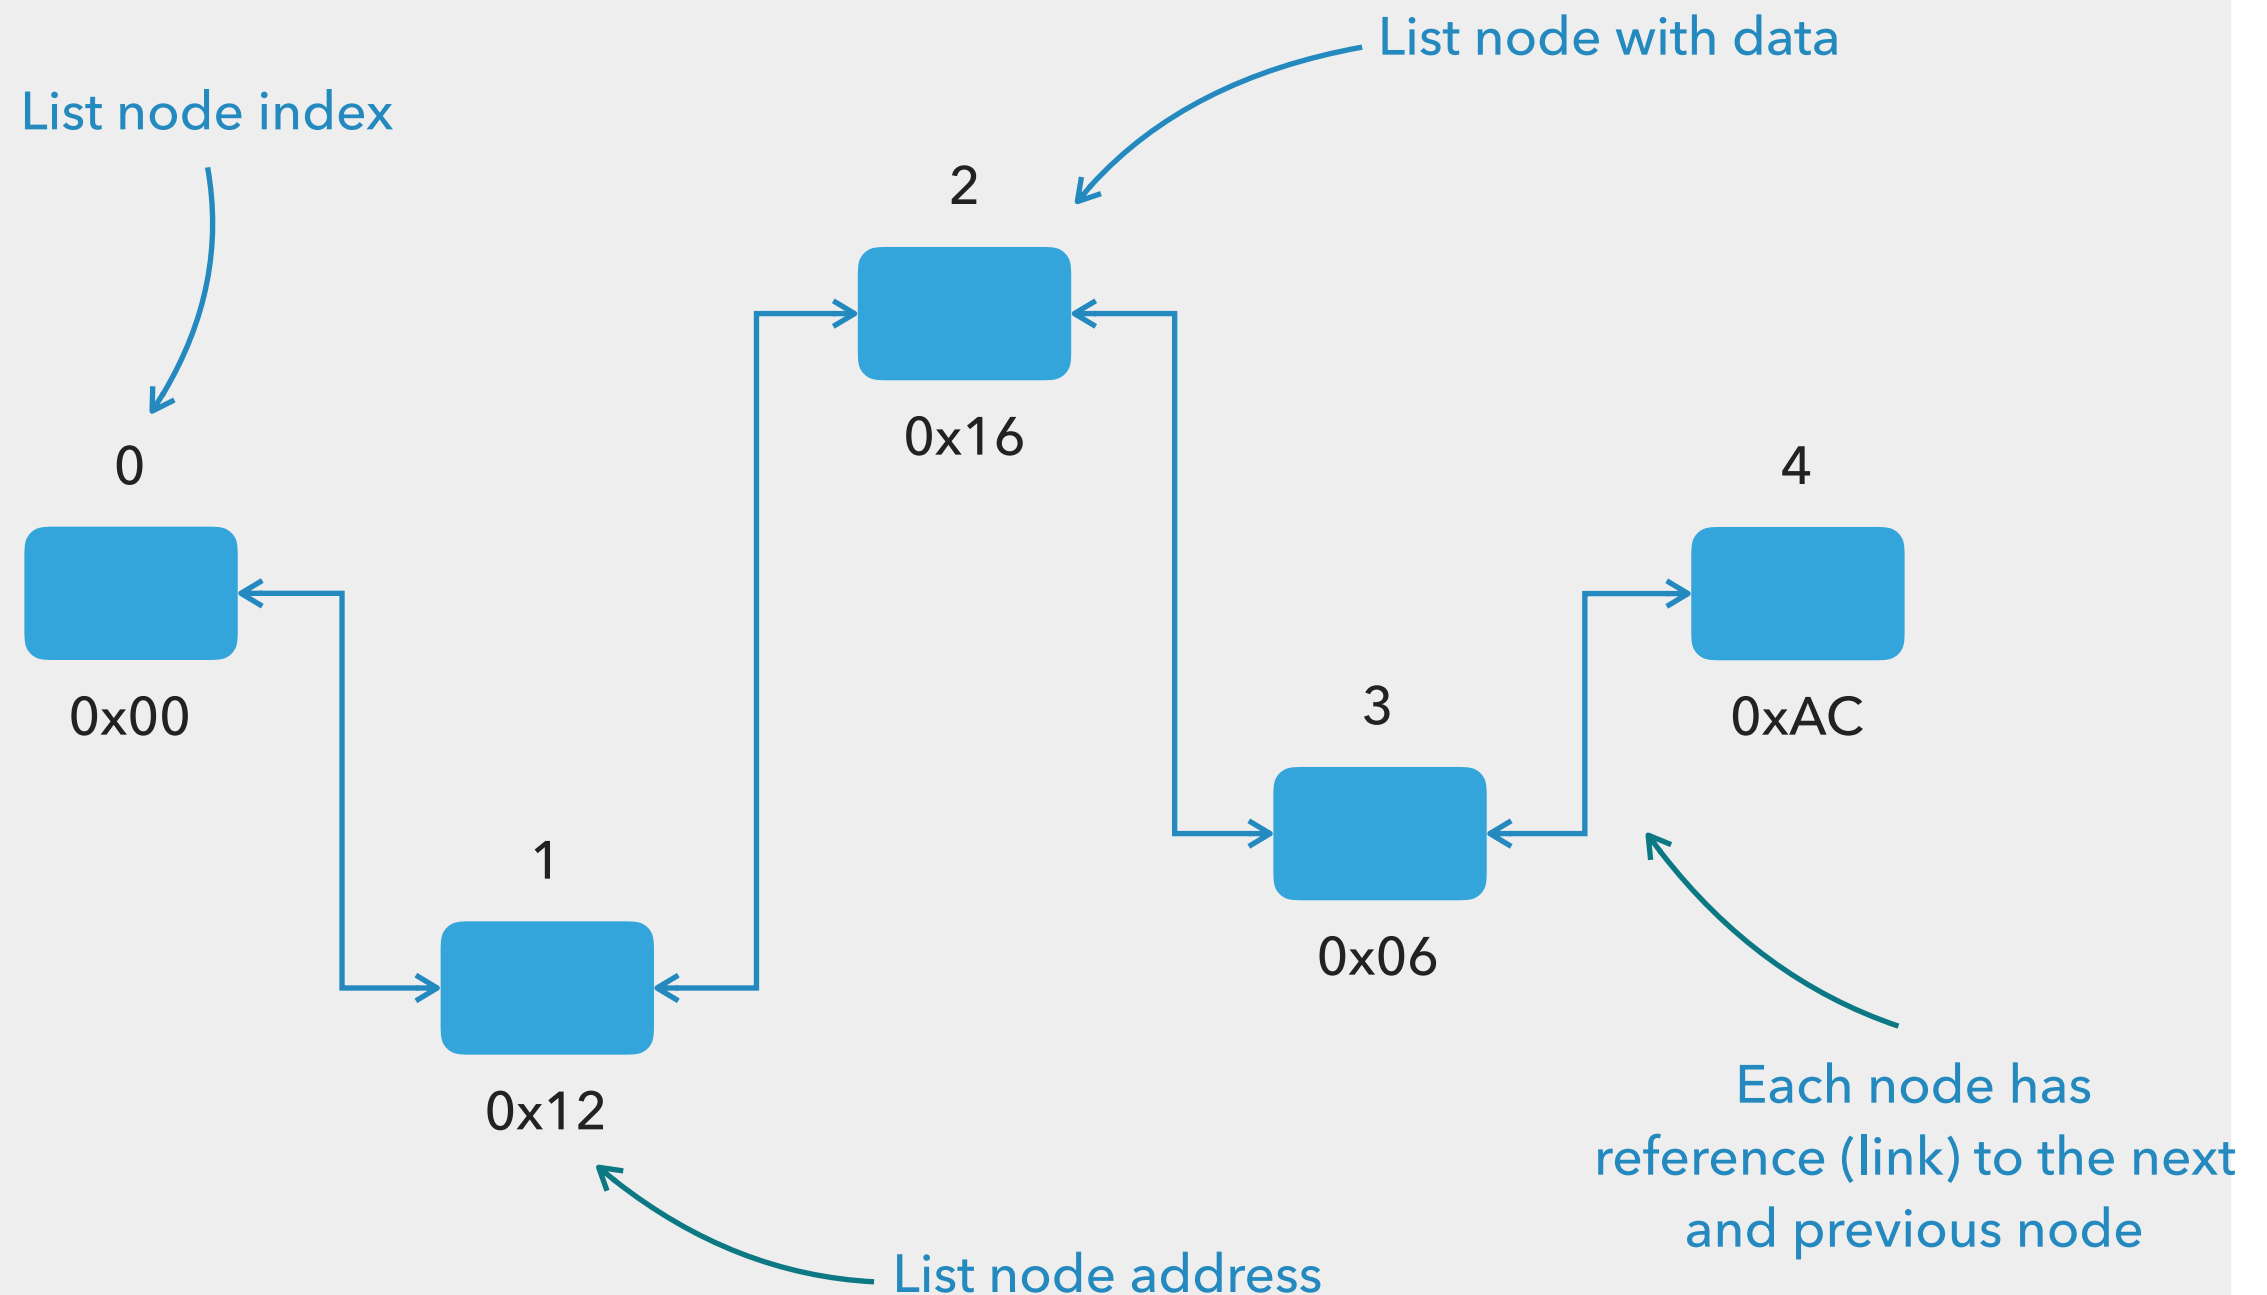 List node with data
List node index
2
0x16
0
4
0x00
0xAC
3
1
0x06
0x12
Each node has
reference (link) to the next
and previous node
List node address